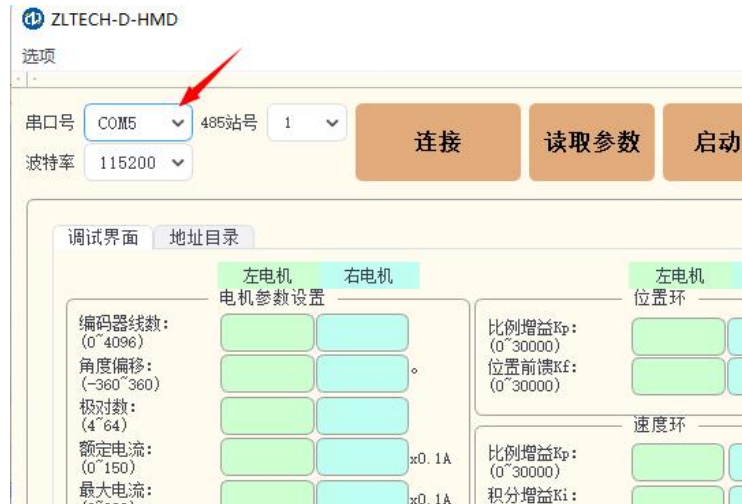 ZLTECH-D-HMD
选项
串口号 COM5 485站号 1
波特率 115200
连接 读取参数 启动
调试界面 地址目录
左电机 右电机 左电机
电机参数设置 位置环
编码器线数:
(0~4096)
角度偏移:
(-360~360)
°
极对数:
(4~64)
额定电流:
(0~150)
x0.1A
最大电流:
x0.1A
比例增益Kp:
(0~30000)
位置前馈Kf:
(0~30000)
速度环
比例增益Kp:
(0~30000)
积分增益Ki: